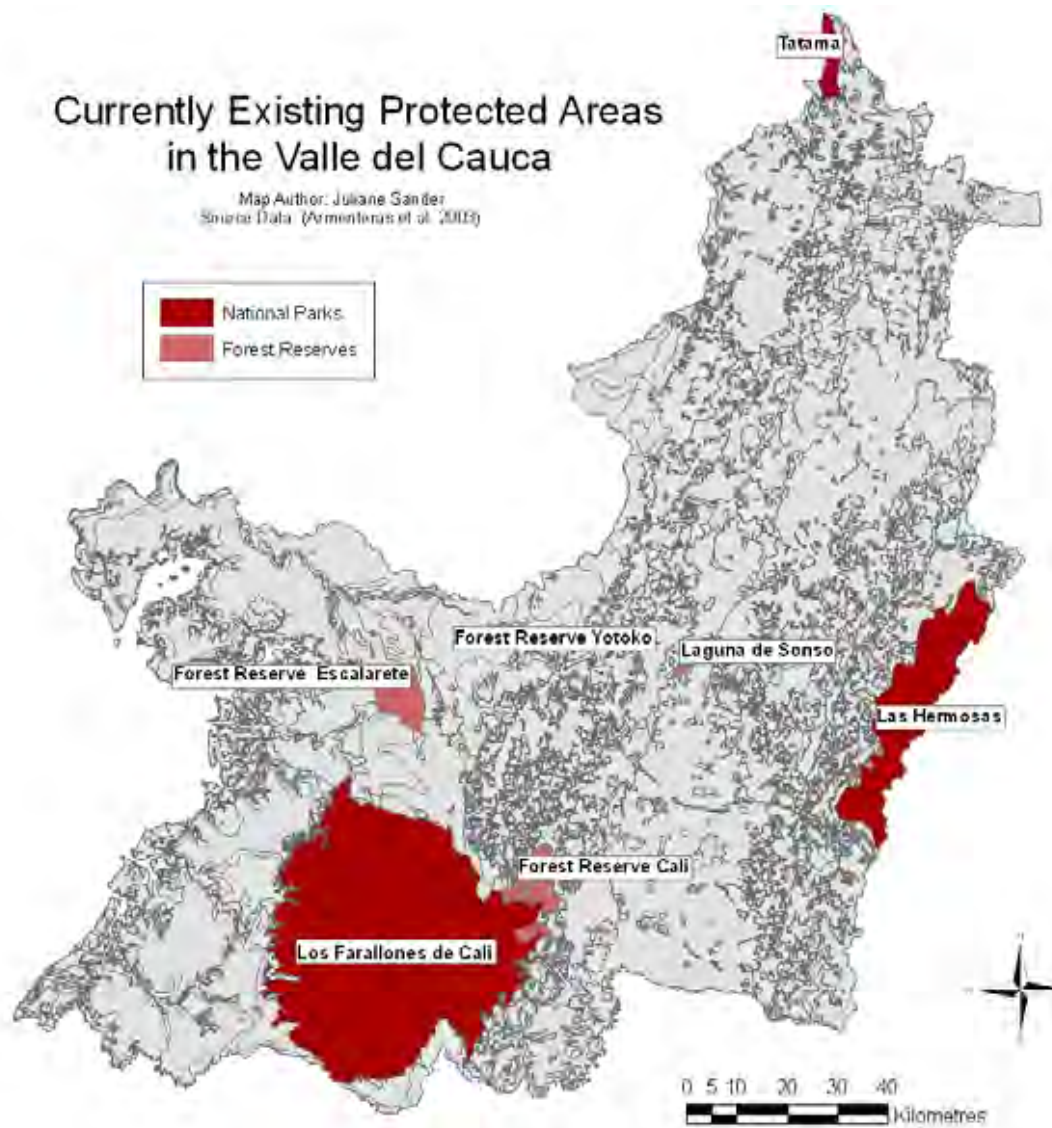 Tatama
Currently Existing Protected Areas
in the Valle del Cauca
Map Author: Juliane Sander
Source Data: (Armenteras et al. 2003)
National Parks
Forest Reserves
Forest Reserve Yotoko
Laguna de Sonso
Forest Reserve Escalarete
Las Hermosas
Forest Reserve Cali
Los Farallones de Cali
0 5 10 20 30 40
Kilometres